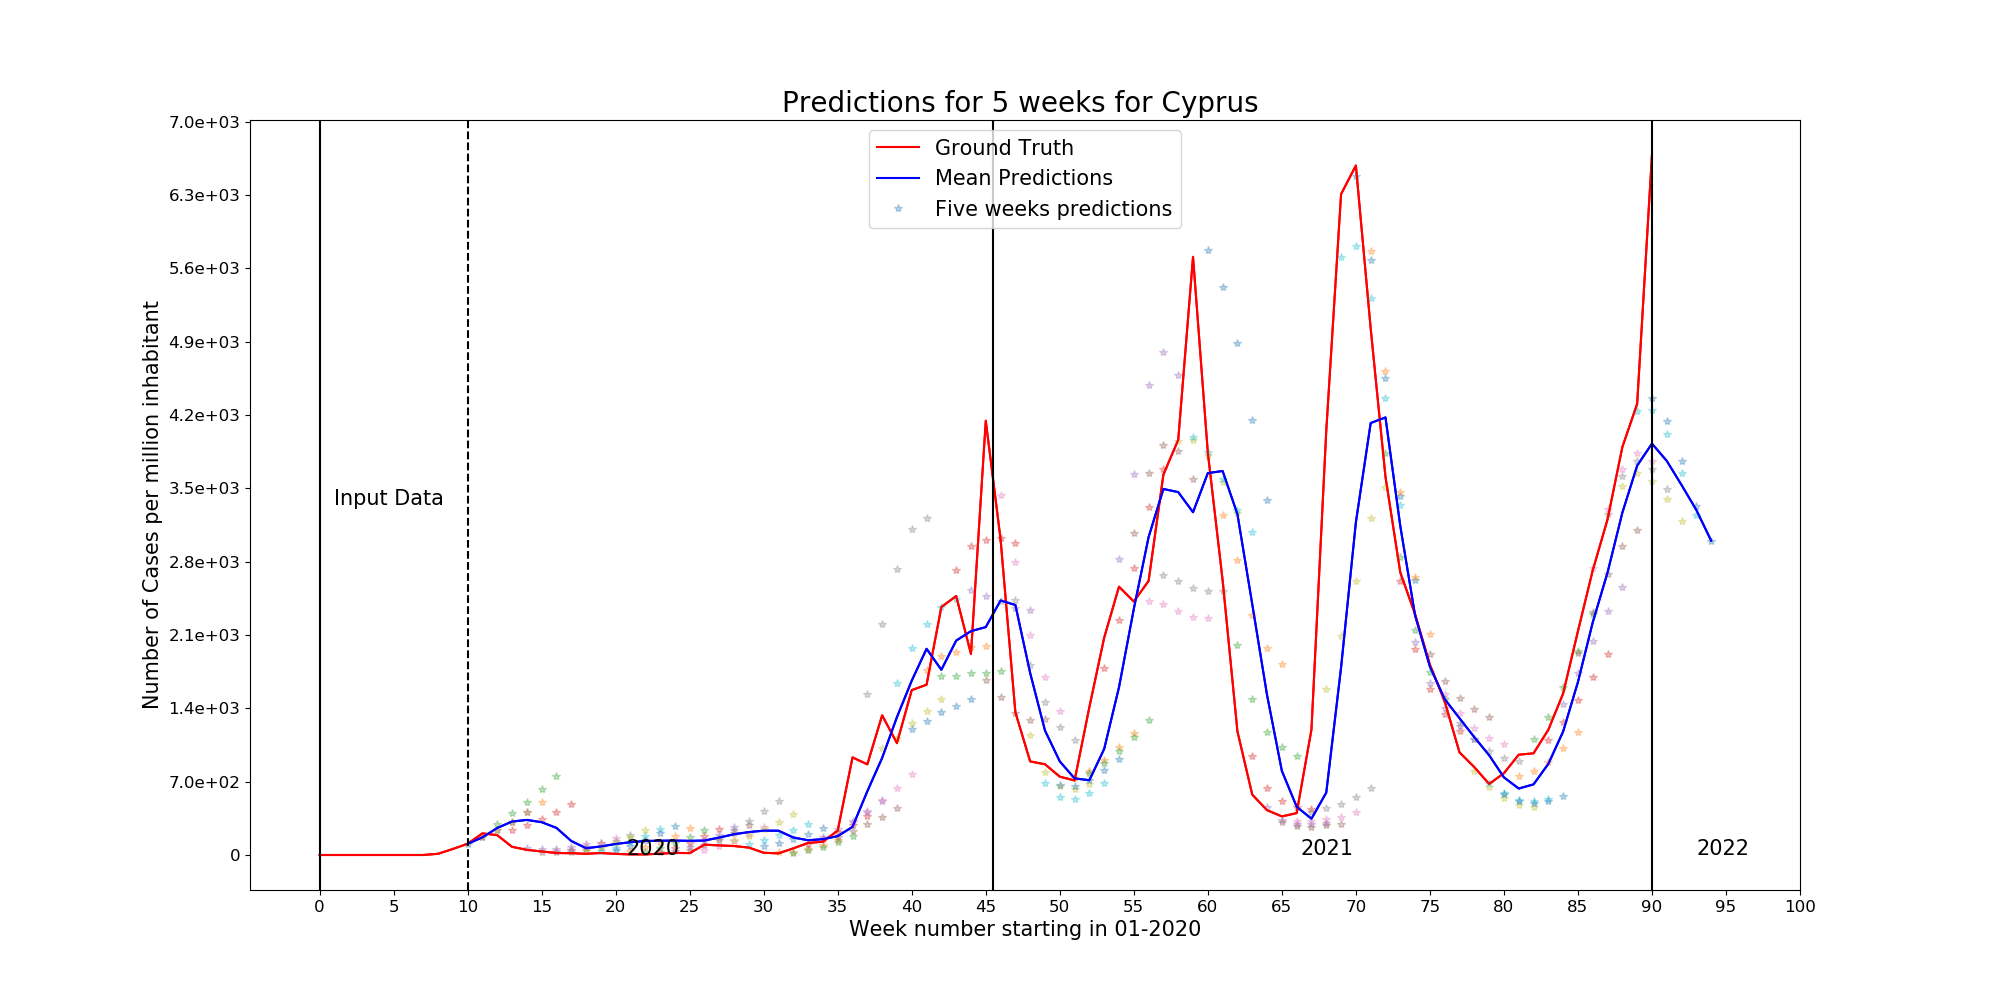 Predictions for 5 weeks for Cyprus
Ground Truth
Mean Predictions
Five weeks predictions
Number of Cases per million inhabitant
7.0e+03
6.3e+03
5.6e+03
4.9e+03
4.2e+03
3.5e+03
2.8e+03
2.1e+03
1.4e+03
7.0e+02
0
Input Data
2020
2021
2022
0 5 10 15 20 25 30 35 40 45 50 55 60 65 70 75 80 85 90 95 100
Week number starting in 01-2020